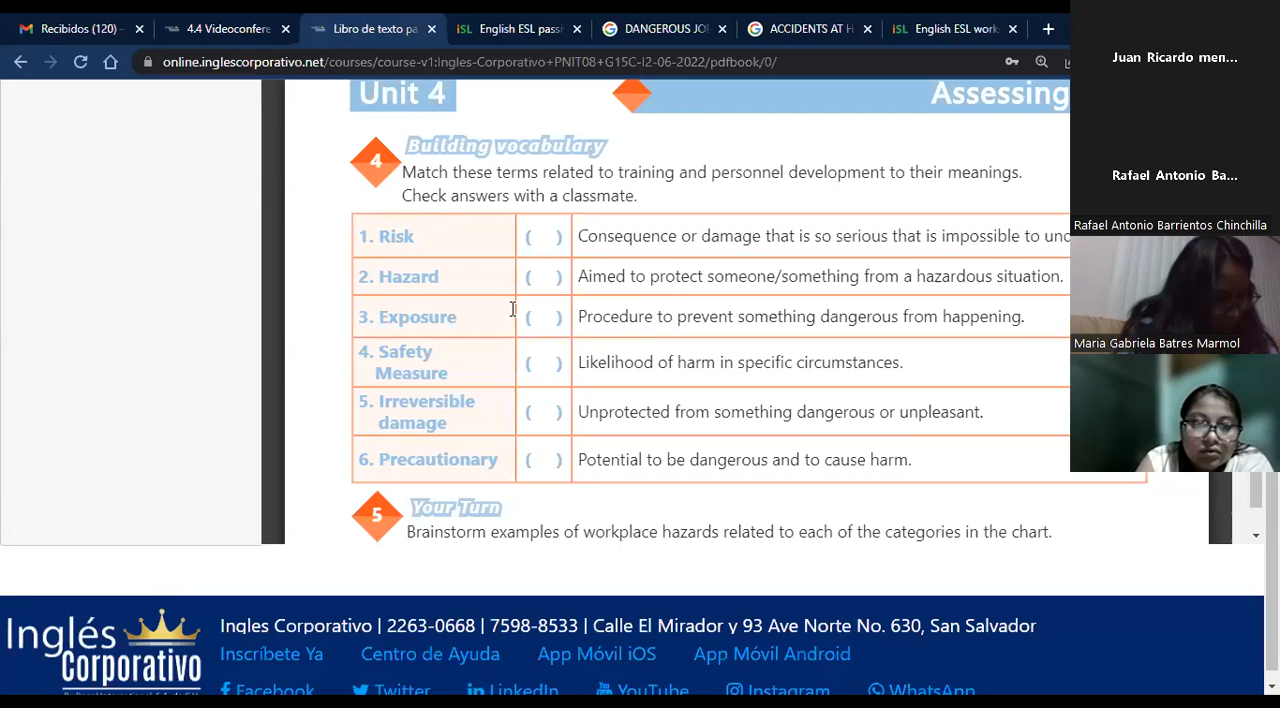 Recibidos (120) -
4.4 Videoconfere
Libro de texto pa
English ESL pass
DANGEROUS JO
ACCIDENTS AT H
English ESL work
online.inglescorporativo.net/courses/course-v1:Ingles-Corporativo+PNIT08+G15C-I2-06-2022/pdfbook/0/
Juan Ricardo men...
Rafael Antonio Ba...
Rafael Antonio Barrientos Chinchilla
Maria Gabriela Batres Marmol
Unit 4
Assessing
4
Building vocabulary
Match these terms related to training and personnel development to their meanings.
Check answers with a classmate.
1. Risk ( ) Consequence or damage that is so serious that is impossible to
2. Hazard ( ) Aimed to protect someone/something from a hazardous situation.
3. Exposure ( ) Procedure to prevent something dangerous from happening.
4. Safety
Measure ( ) Likelihood of harm in specific circumstances.
5. Irreversible
damage ( ) Unprotected from something dangerous or unpleasant.
6. Precautionary ( ) Potential to be dangerous and to cause harm.
5
Your Turn
Brainstorm examples of workplace hazards related to each of the categories in the chart.
Inglés
Corporativo
Ingles Corporativo | 2263-0668 | 7598-8533 | Calle El Mirador y 93 Ave Norte No. 630, San Salvador
Inscríbete Ya
Centro de Ayuda
App Móvil iOS
App Móvil Android
Facebook
Twitter
LinkedIn
YouTube
Instagram
WhatsApp